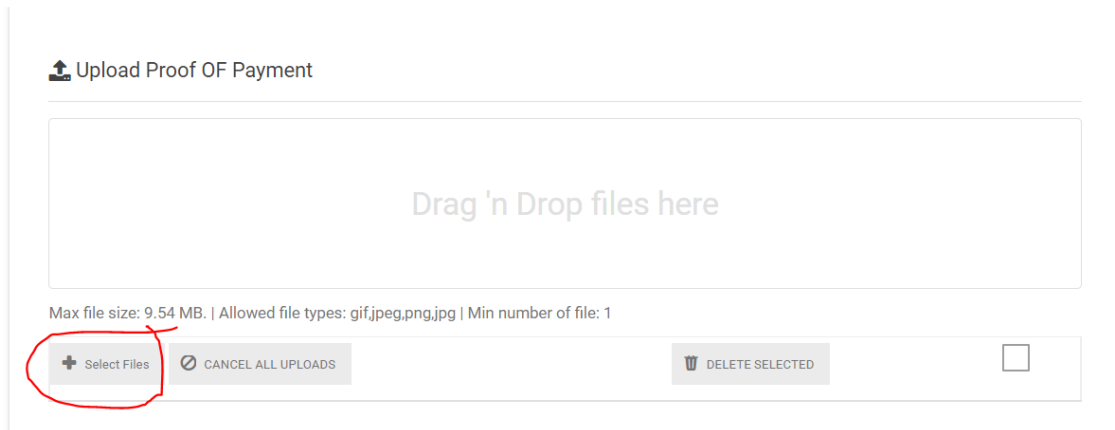 Upload Proof OF Payment
Drag 'n Drop files here
Max file size: 9.54 MB. | Allowed file types: gif,jpeg,png,jpg | Min number of file: 1
Select Files CANCEL ALL UPLOADS DELETE SELECTED